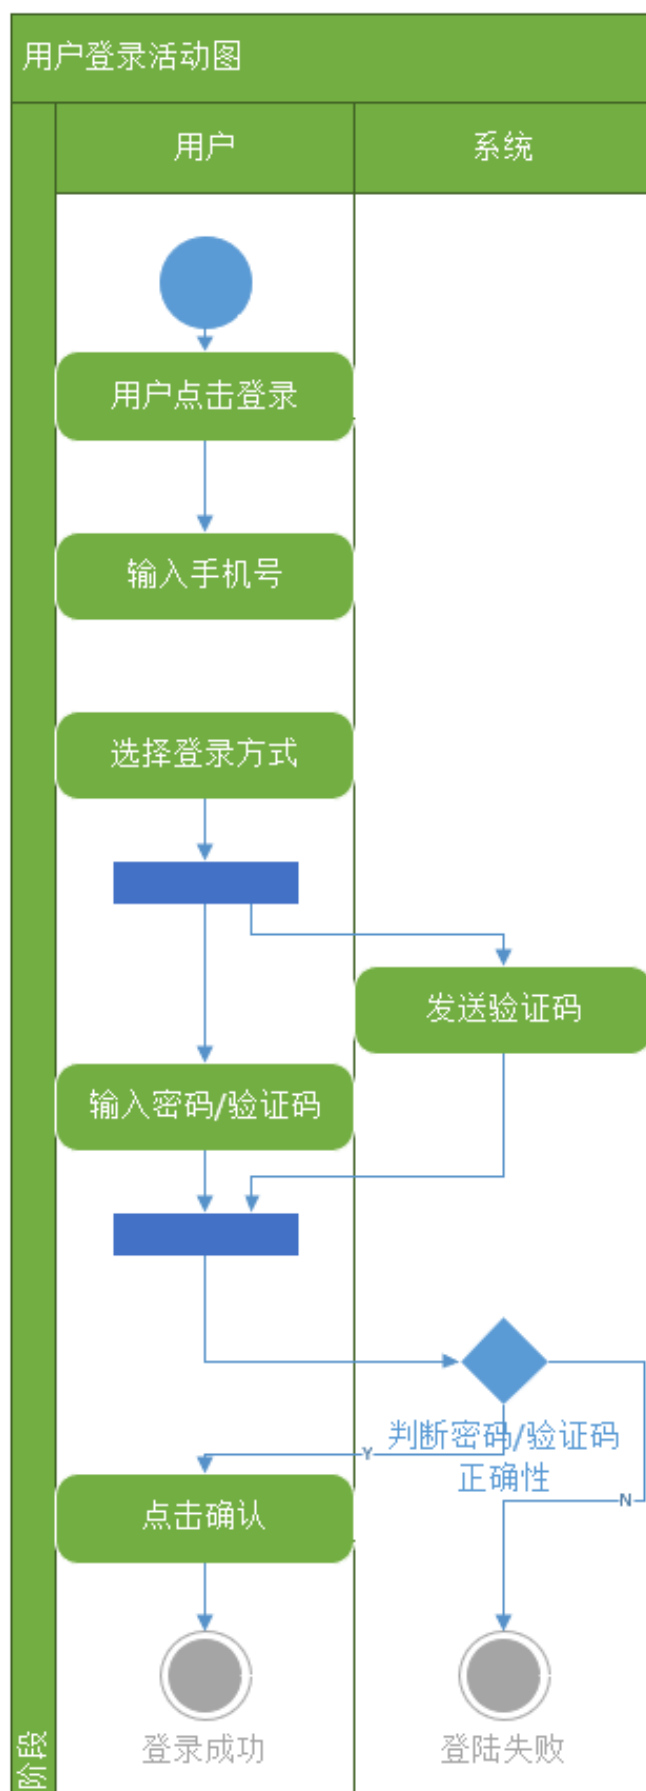 用户登录活动图
用户
系统
用户点击登录
输入手机号
选择登录方式
发送验证码
输入密码/验证码
判断密码/验证码
正确性
Y
N
点击确认
登录成功
登陆失败
阶段